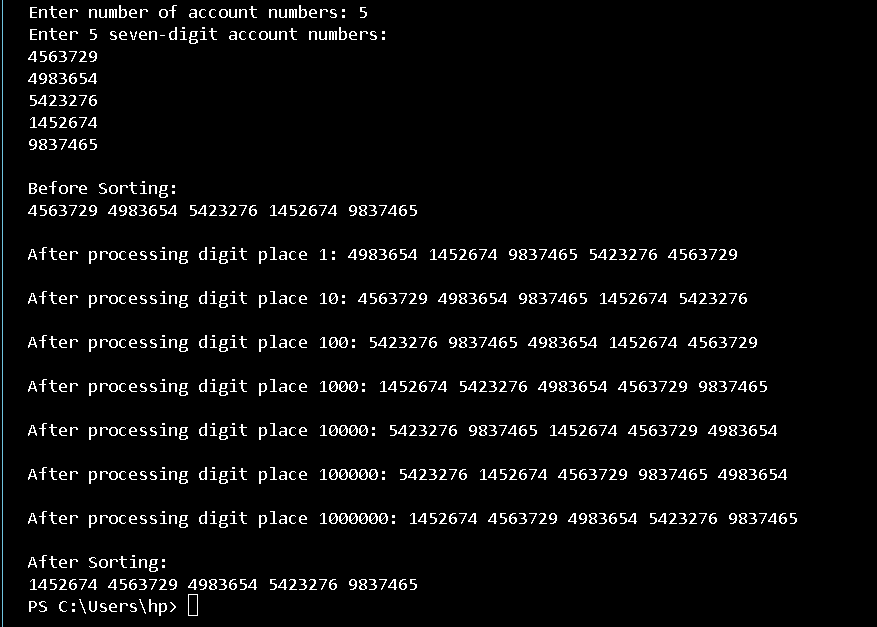 Enter number of account numbers: 5
Enter 5 seven-digit account numbers:
4563729
4983654
5423276
1452674
9837465
Before Sorting:
4563729 4983654 5423276 1452674 9837465
After processing digit place 1: 4983654 1452674 9837465 5423276 4563729
After processing digit place 10: 4563729 4983654 9837465 1452674 5423276
After processing digit place 100: 5423276 9837465 4983654 1452674 4563729
After processing digit place 1000: 1452674 5423276 4983654 4563729 9837465
After processing digit place 10000: 5423276 9837465 1452674 4563729 4983654
After processing digit place 100000: 5423276 1452674 4563729 9837465 4983654
After processing digit place 1000000: 1452674 4563729 4983654 5423276 9837465
After Sorting:
1452674 4563729 4983654 5423276 9837465
PS C:\Users\hp>